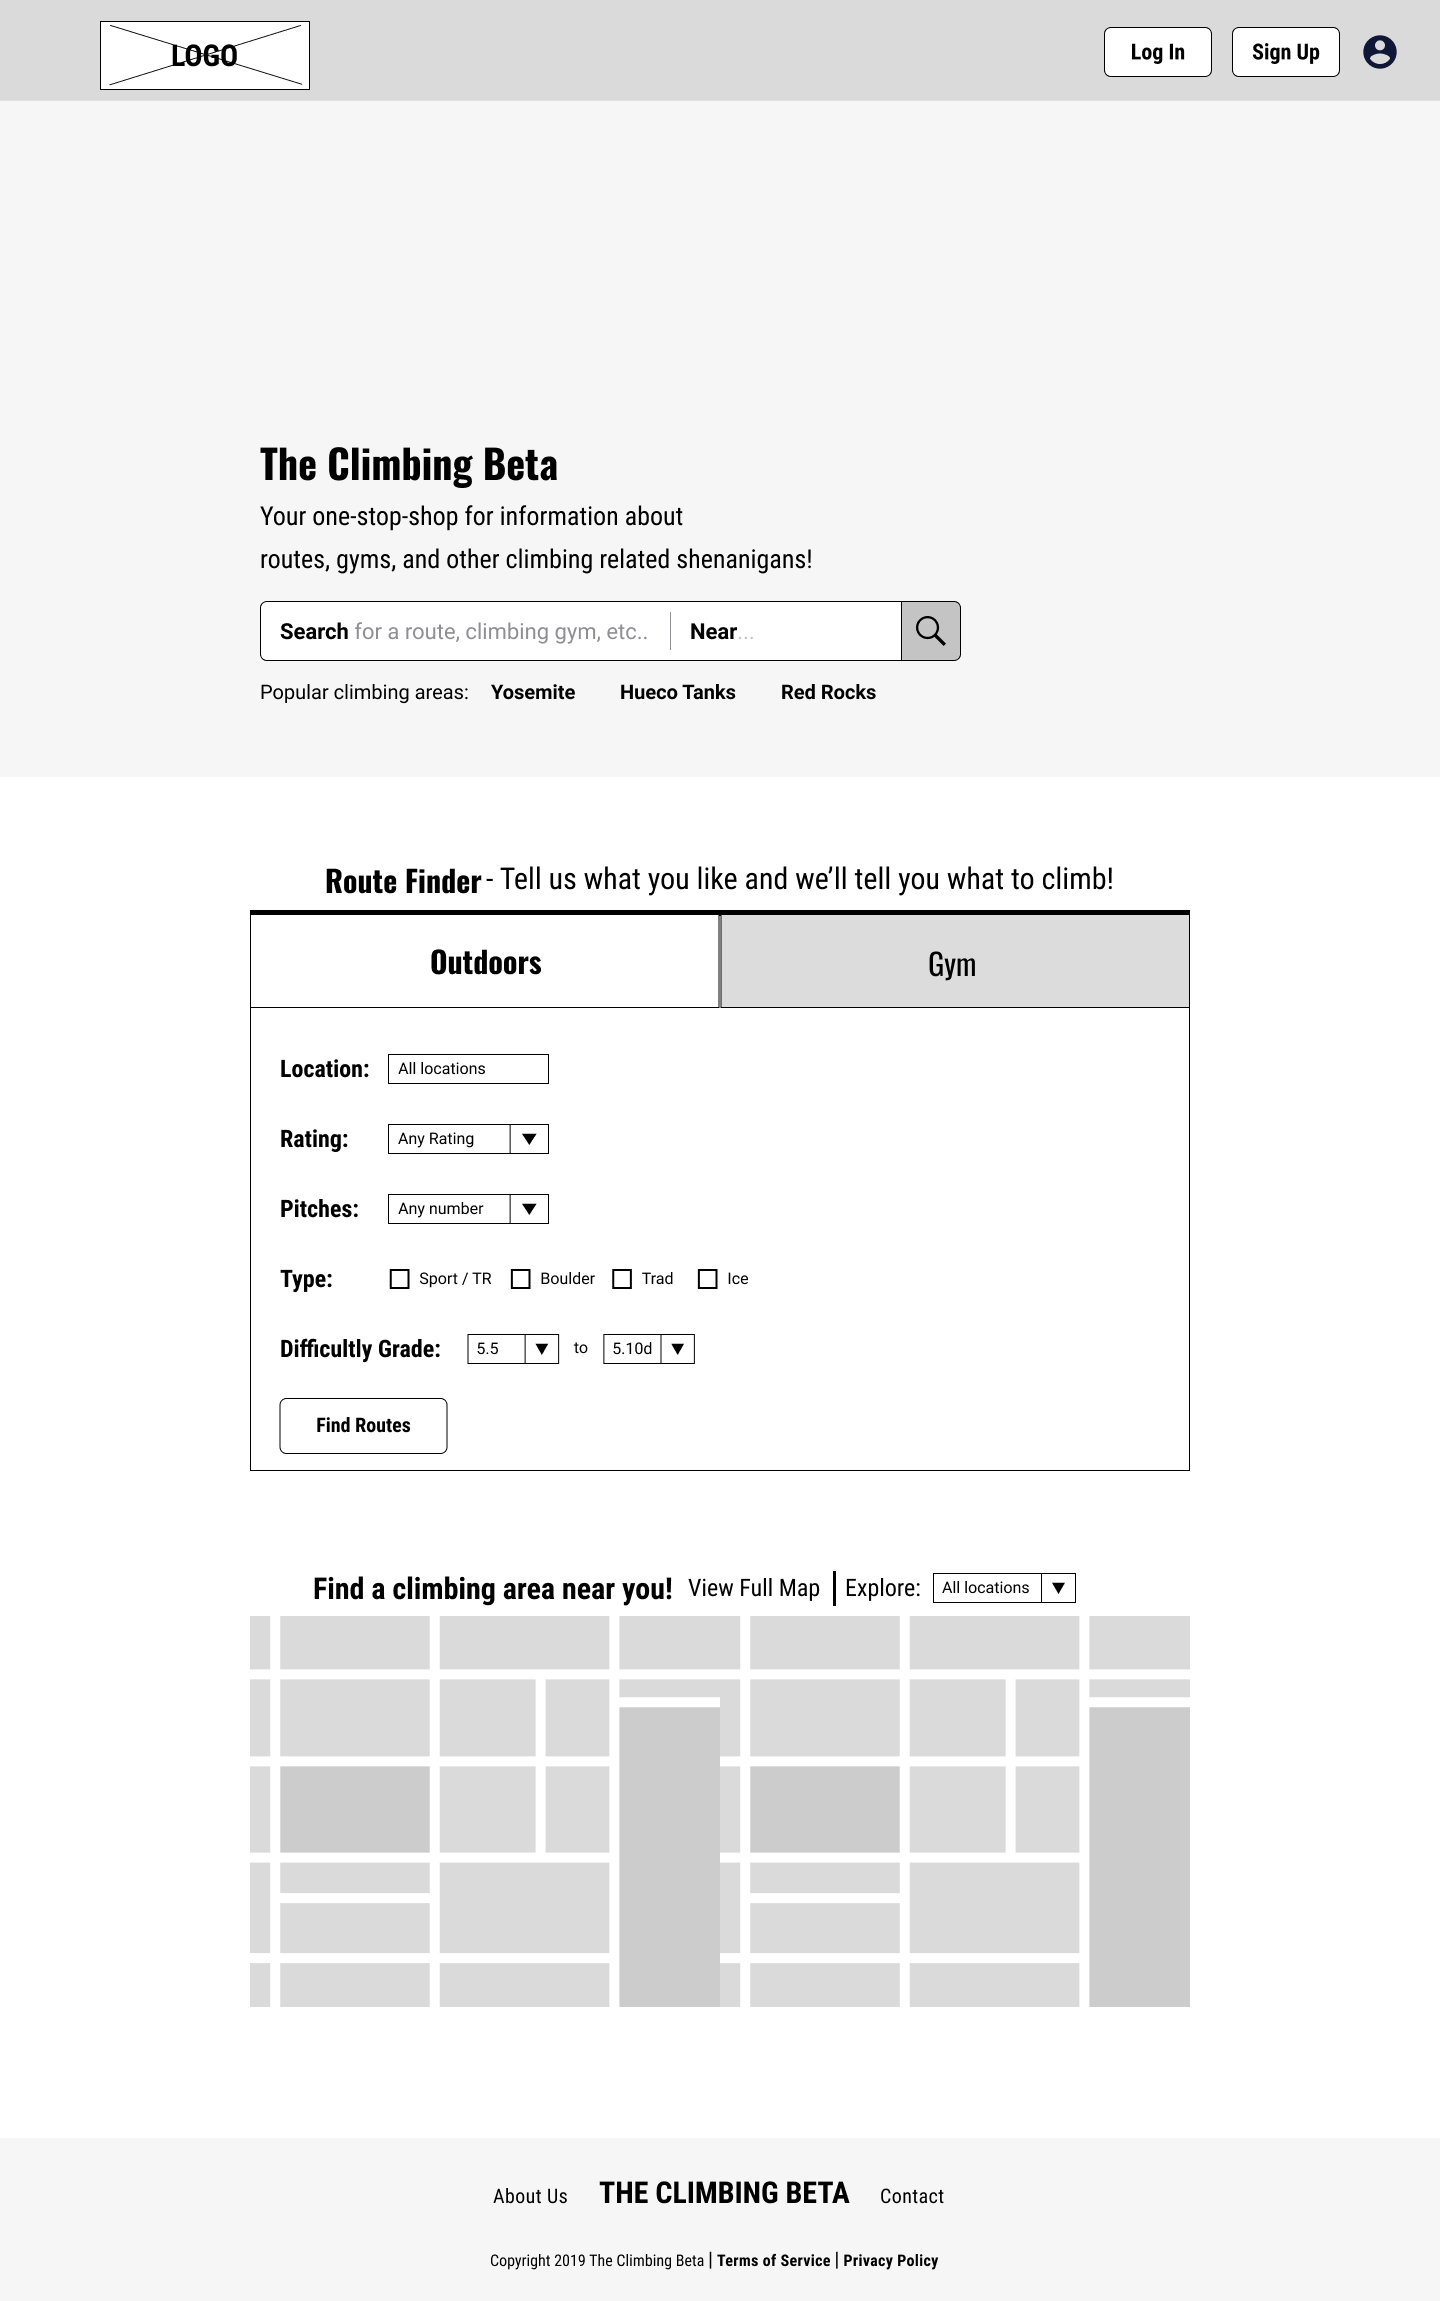 LOGO
Log In
Sign Up
The Climbing Beta
Your one-stop-shop for information about
routes, gyms, and other climbing related shenanigans!
Search for a route, climbing gym, etc..
Near...
Popular climbing areas: Yosemite Hueco Tanks Red Rocks
Route Finder - Tell us what you like and we’ll tell you what to climb!
Outdoors
Gym
Location: All locations
Rating: Any Rating
Pitches: Any number
Type: Sport / TR Boulder Trad Ice
Difficultly Grade: 5.5 to 5.10d
Find Routes
Find a climbing area near you! View Full Map | Explore: All locations
About Us THE CLIMBING BETA Contact
Copyright 2019 The Climbing Beta | Terms of Service | Privacy Policy